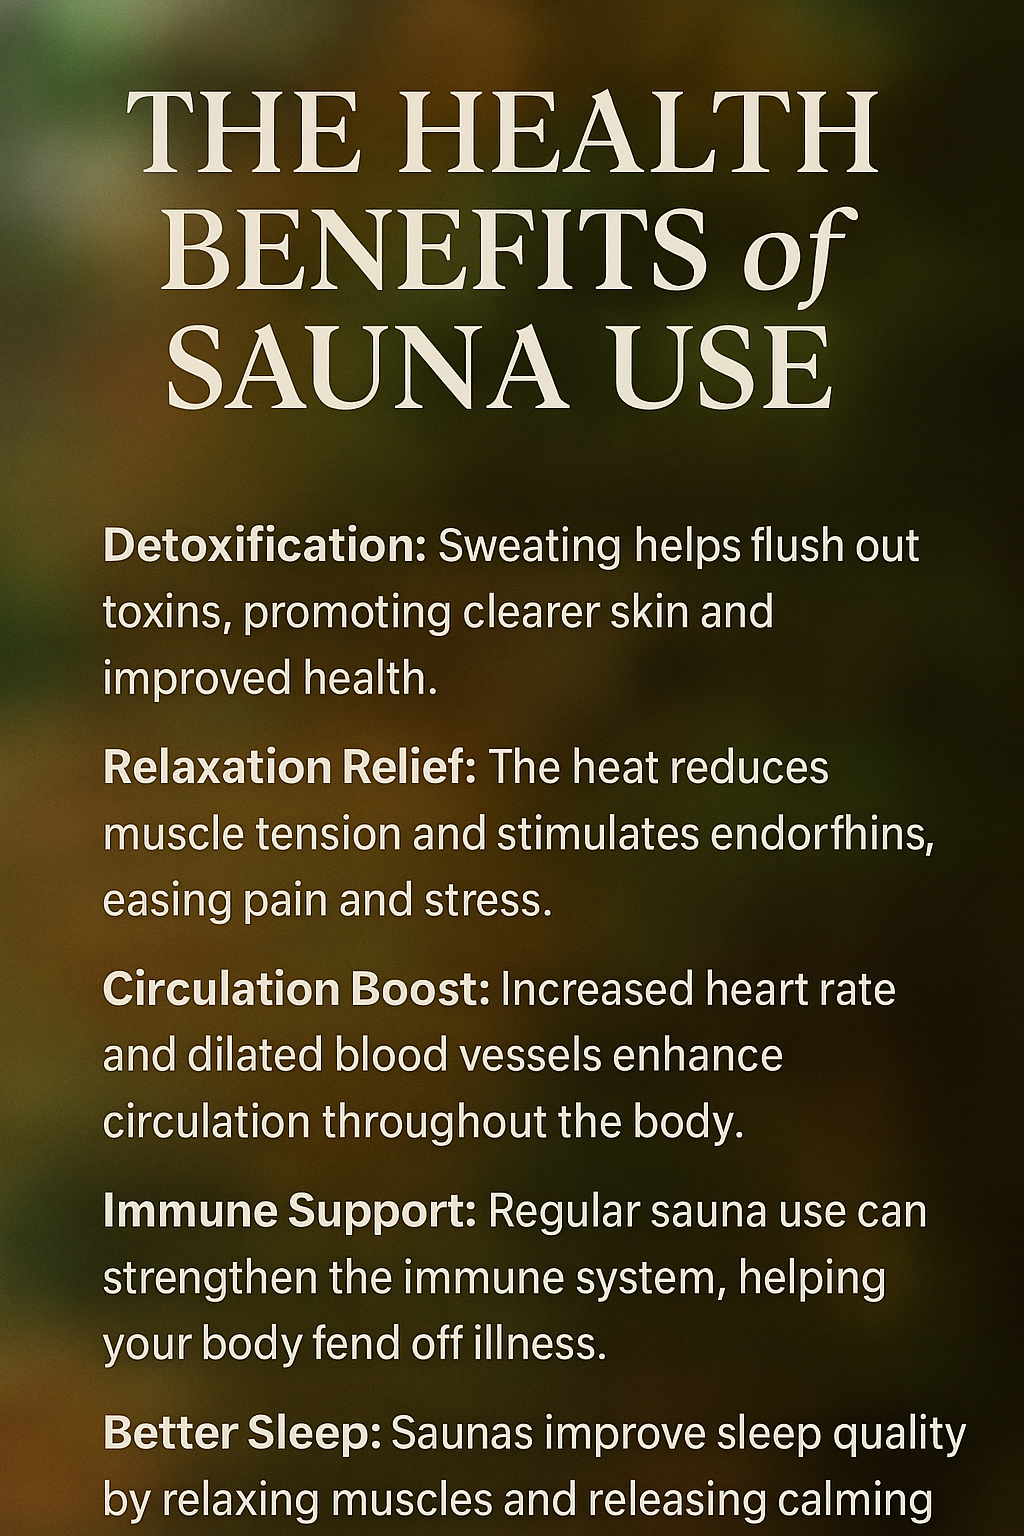 THE HEALTH
BENEFITS of
SAUNA USE
Detoxification: Sweating helps flush out
toxins, promoting clearer skin and
improved health.
Relaxation Relief: The heat reduces
muscle tension and stimulates endorfhins,
easing pain and stress.
Circulation Boost: Increased heart rate
and dilated blood vessels enhance
circulation throughout the body.
Immune Support: Regular sauna use can
strengthen the immune system, helping
your body fend off illness.
Better Sleep: Saunas improve sleep quality
by relaxing muscles and releasing calming